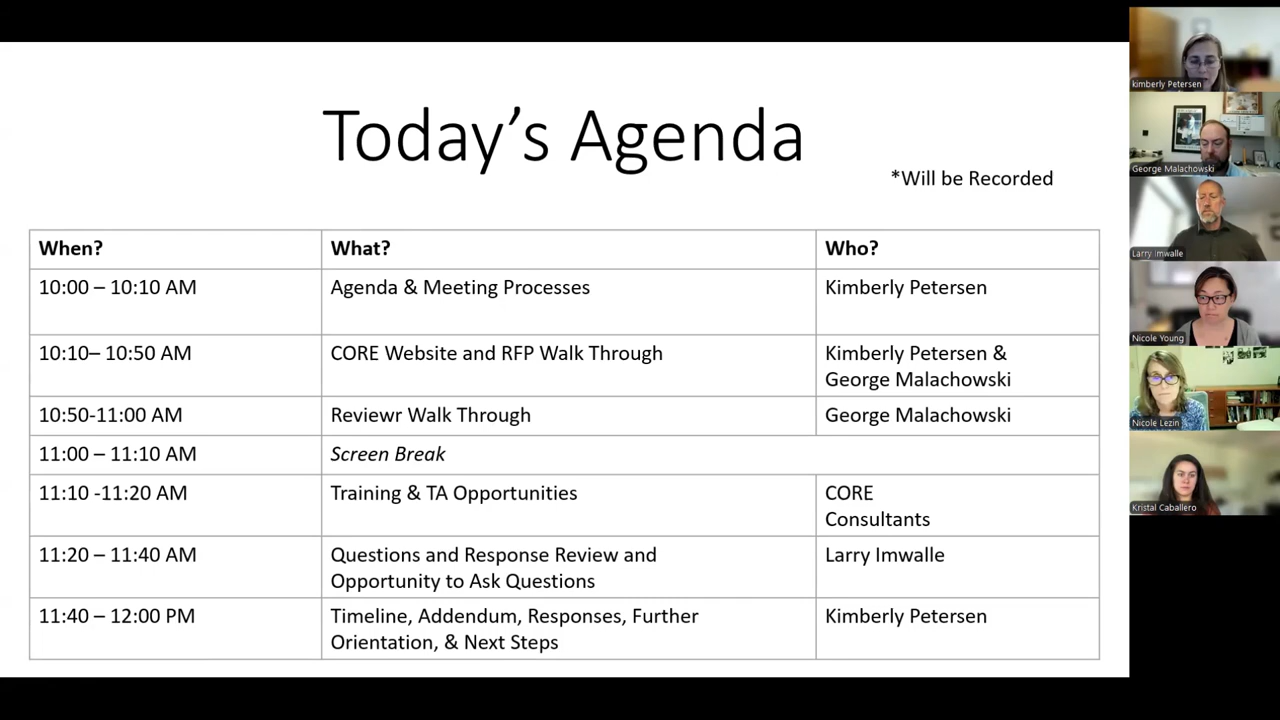 Today’s Agenda
*Will be Recorded
When? What? Who?
10:00 – 10:10 AM Agenda & Meeting Processes Kimberly Petersen
10:10– 10:50 AM CORE Website and RFP Walk Through Kimberly Petersen &
George Malachowski
10:50-11:00 AM Reviewr Walk Through George Malachowski
11:00 – 11:10 AM Screen Break
11:10 -11:20 AM Training & TA Opportunities CORE
Consultants
11:20 – 11:40 AM Questions and Response Review and Larry Imwalle
Opportunity to Ask Questions
11:40 – 12:00 PM Timeline, Addendum, Responses, Further Kimberly Petersen
Orientation, & Next Steps
kimberly Petersen
George Malachowski
Larry Imwalle
Nicole Young
Nicole Lezin
Kristal Caballero